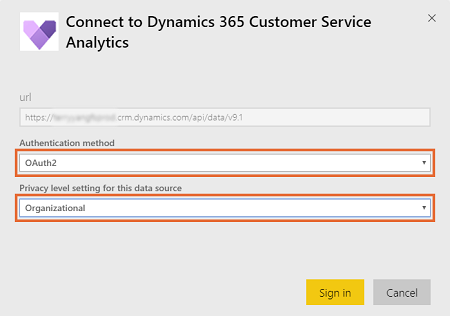 Connect to Dynamics 365 Customer Service
Analytics
url
https:// .crm.dynamics.com/api/data/v9.1
Authentication method
OAuth2
Privacy level setting for this data source
Organizational
Sign in
Cancel